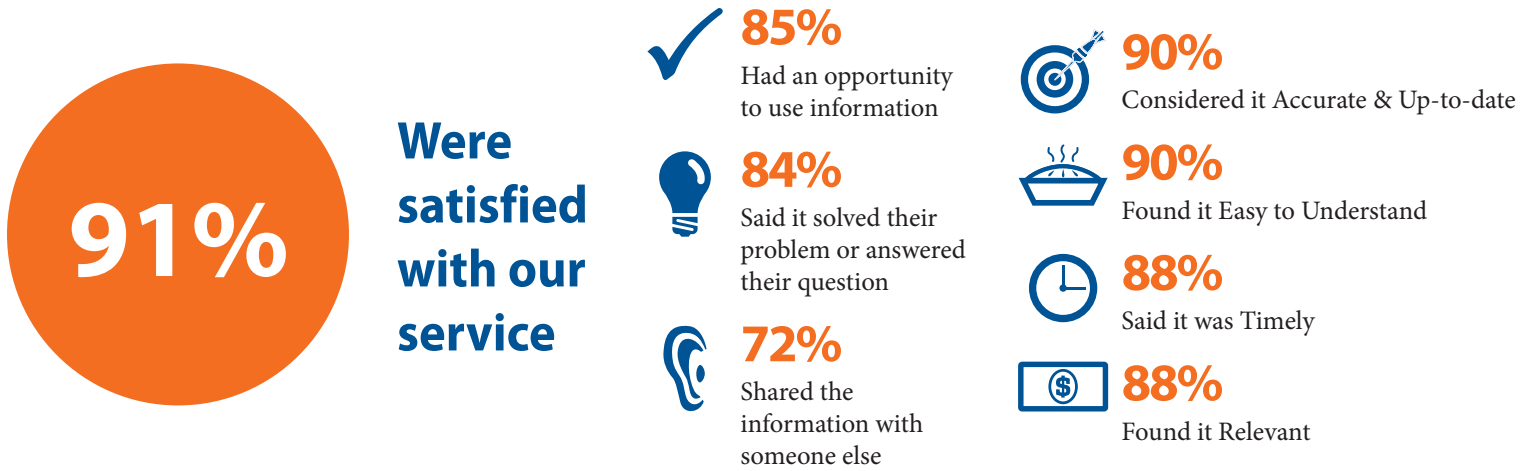 91%
Were
satisfied
with our
service
85%
Had an opportunity
to use information
84%
Said it solved their
problem or answered
their question
72%
Shared the
information with
someone else
90%
Considered it Accurate & Up-to-date
90%
Found it Easy to Understand
88%
Said it was Timely
$
88%
Found it Relevant